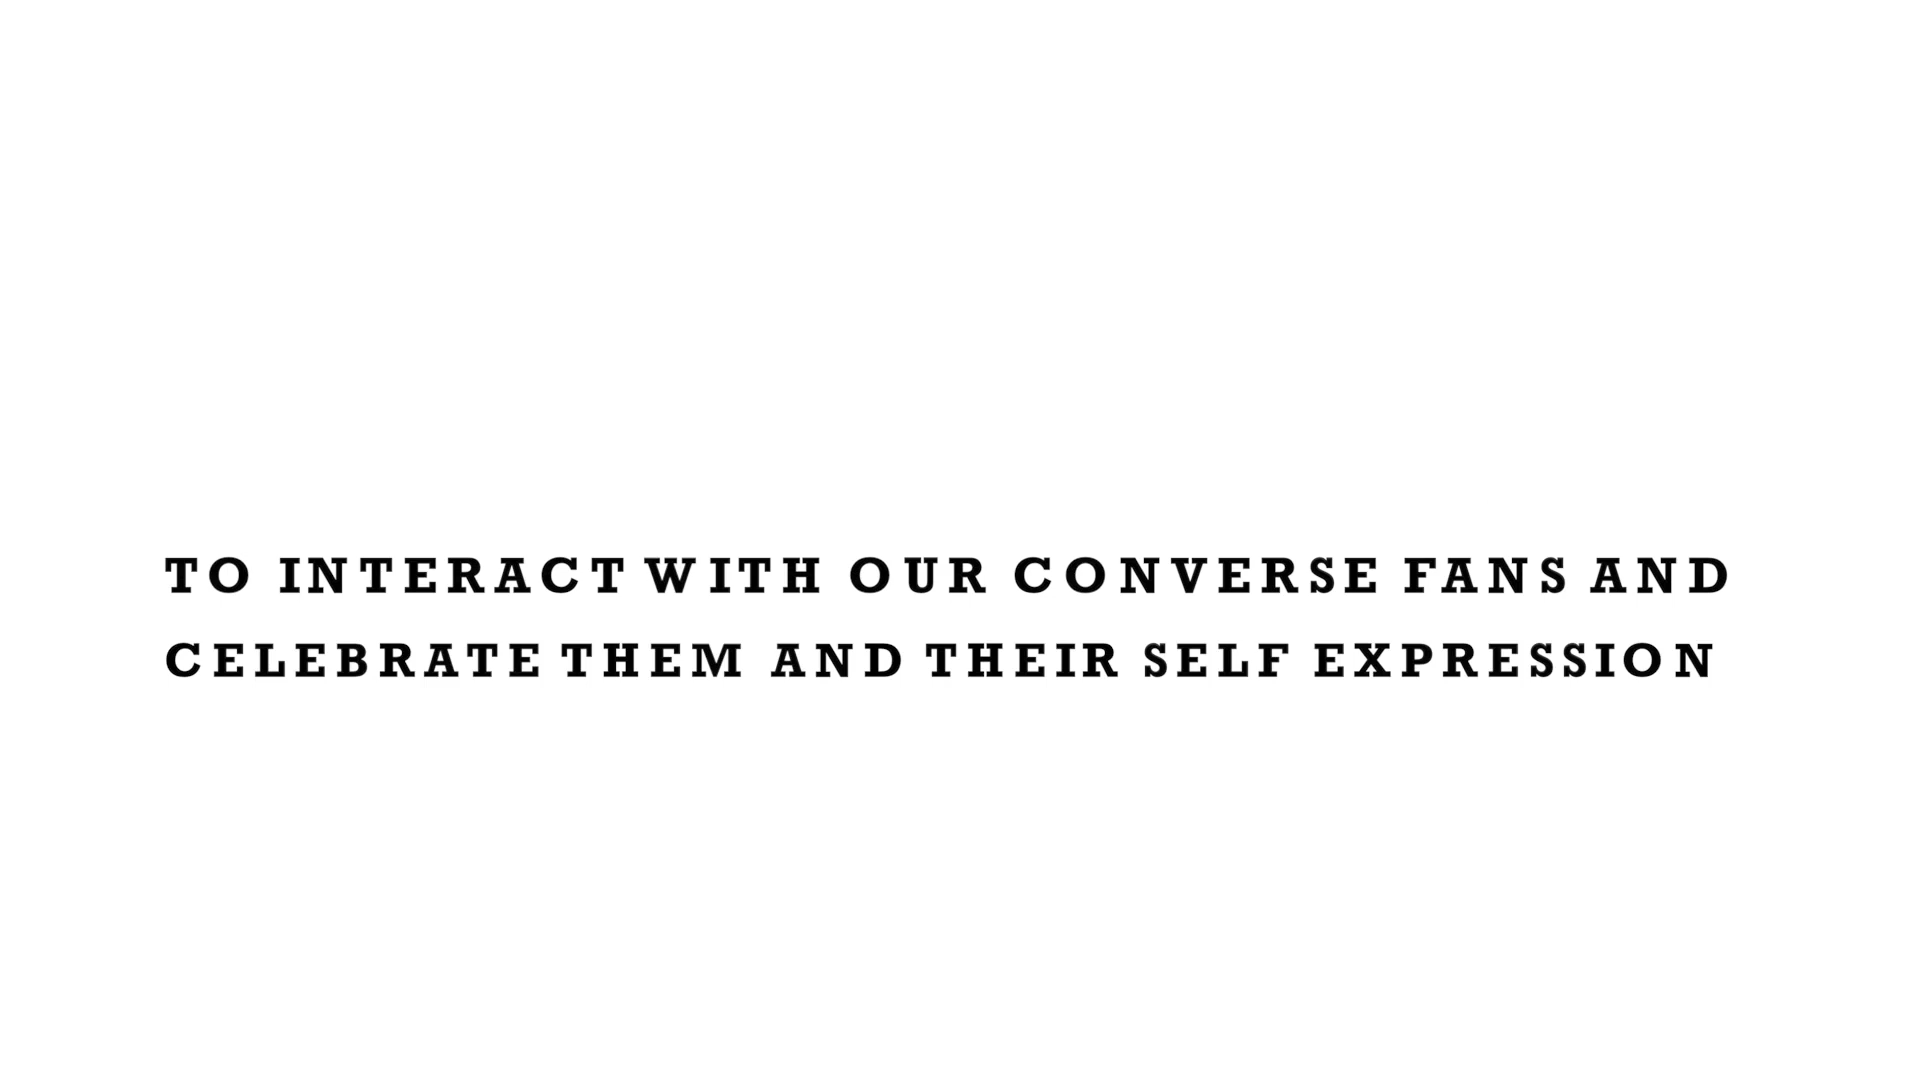 TO INTERACT WITH OUR CONVERSE FANS AND
CELEBRATE THEM AND THEIR SELF EXPRESSION